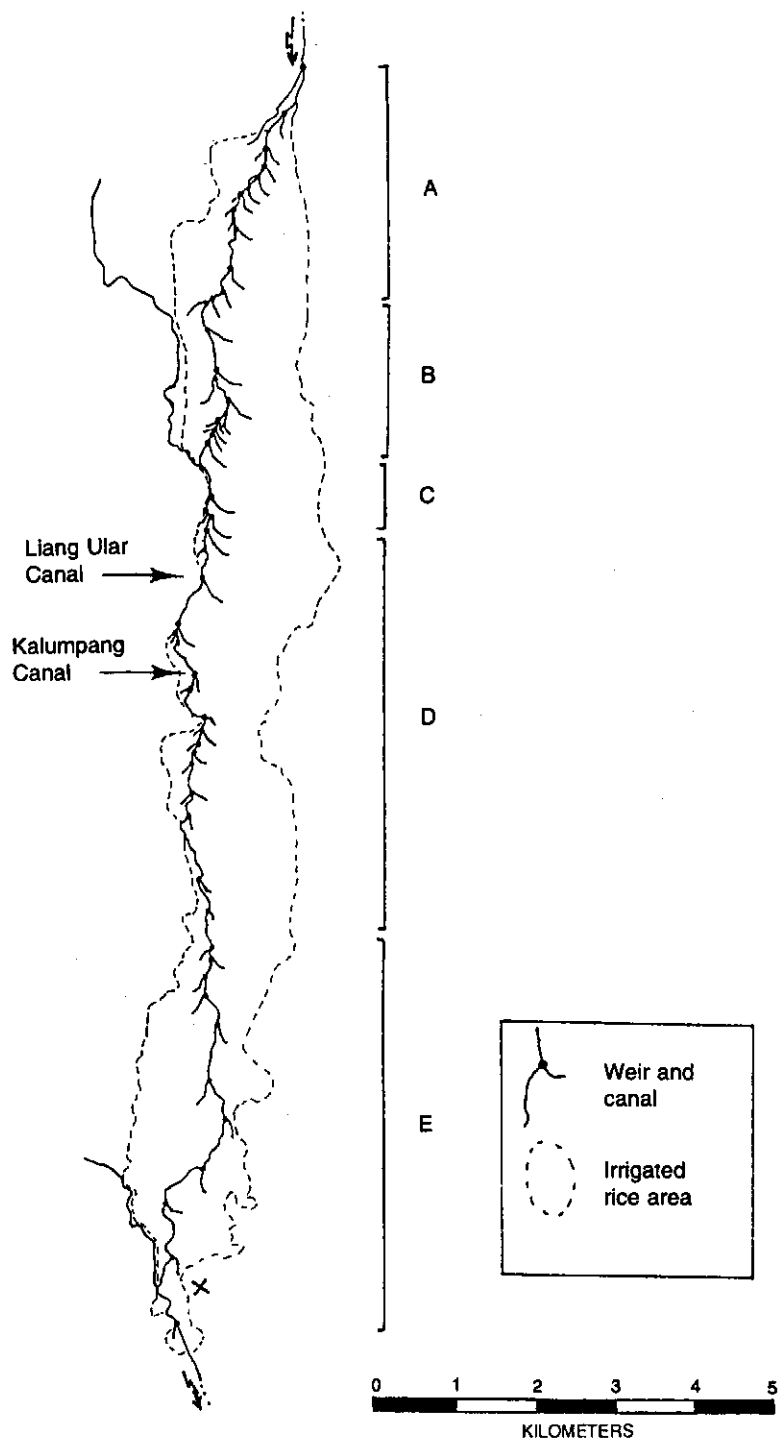 A
B
C
Liang Ular
Canal
Kalumpang
Canal
D
E
X
Weir and
canal
Irrigated
rice area
0 1 2 3 4 5
KILOMETERS